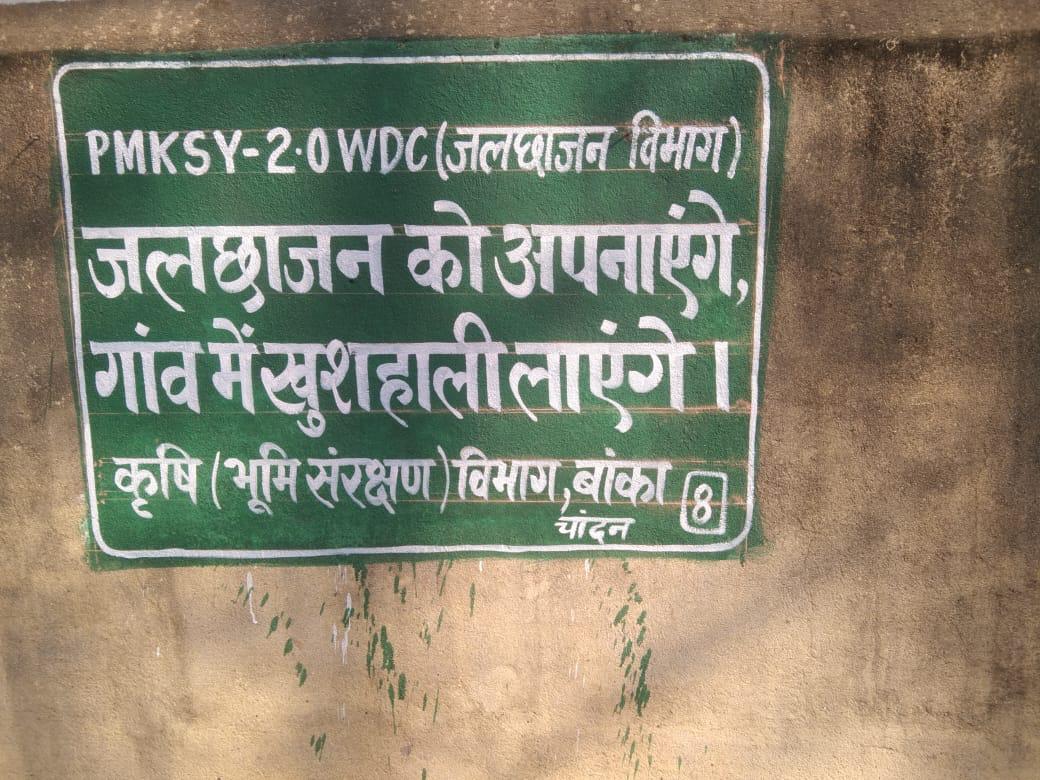 PMKSY-2.0 WDC (जलछाजन विभाग)
जलछाजन को अपनाएंगे,
गांव में खुशहाली लाएंगे।
कृषि (भूमि संरक्षण) विभाग, बांका
चांदन
8